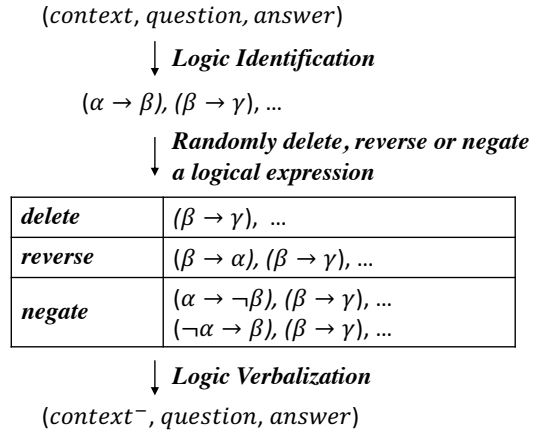 (context, question, answer)
Logic Identification
(α → β), (β → γ), ...
Randomly delete, reverse or negate
a logical expression
delete (β → γ), ...
reverse (β → α), (β → γ), ...
negate (α → ¬β), (β → γ), ...
(¬α → β), (β → γ), ...
Logic Verbalization
(context⁻, question, answer)